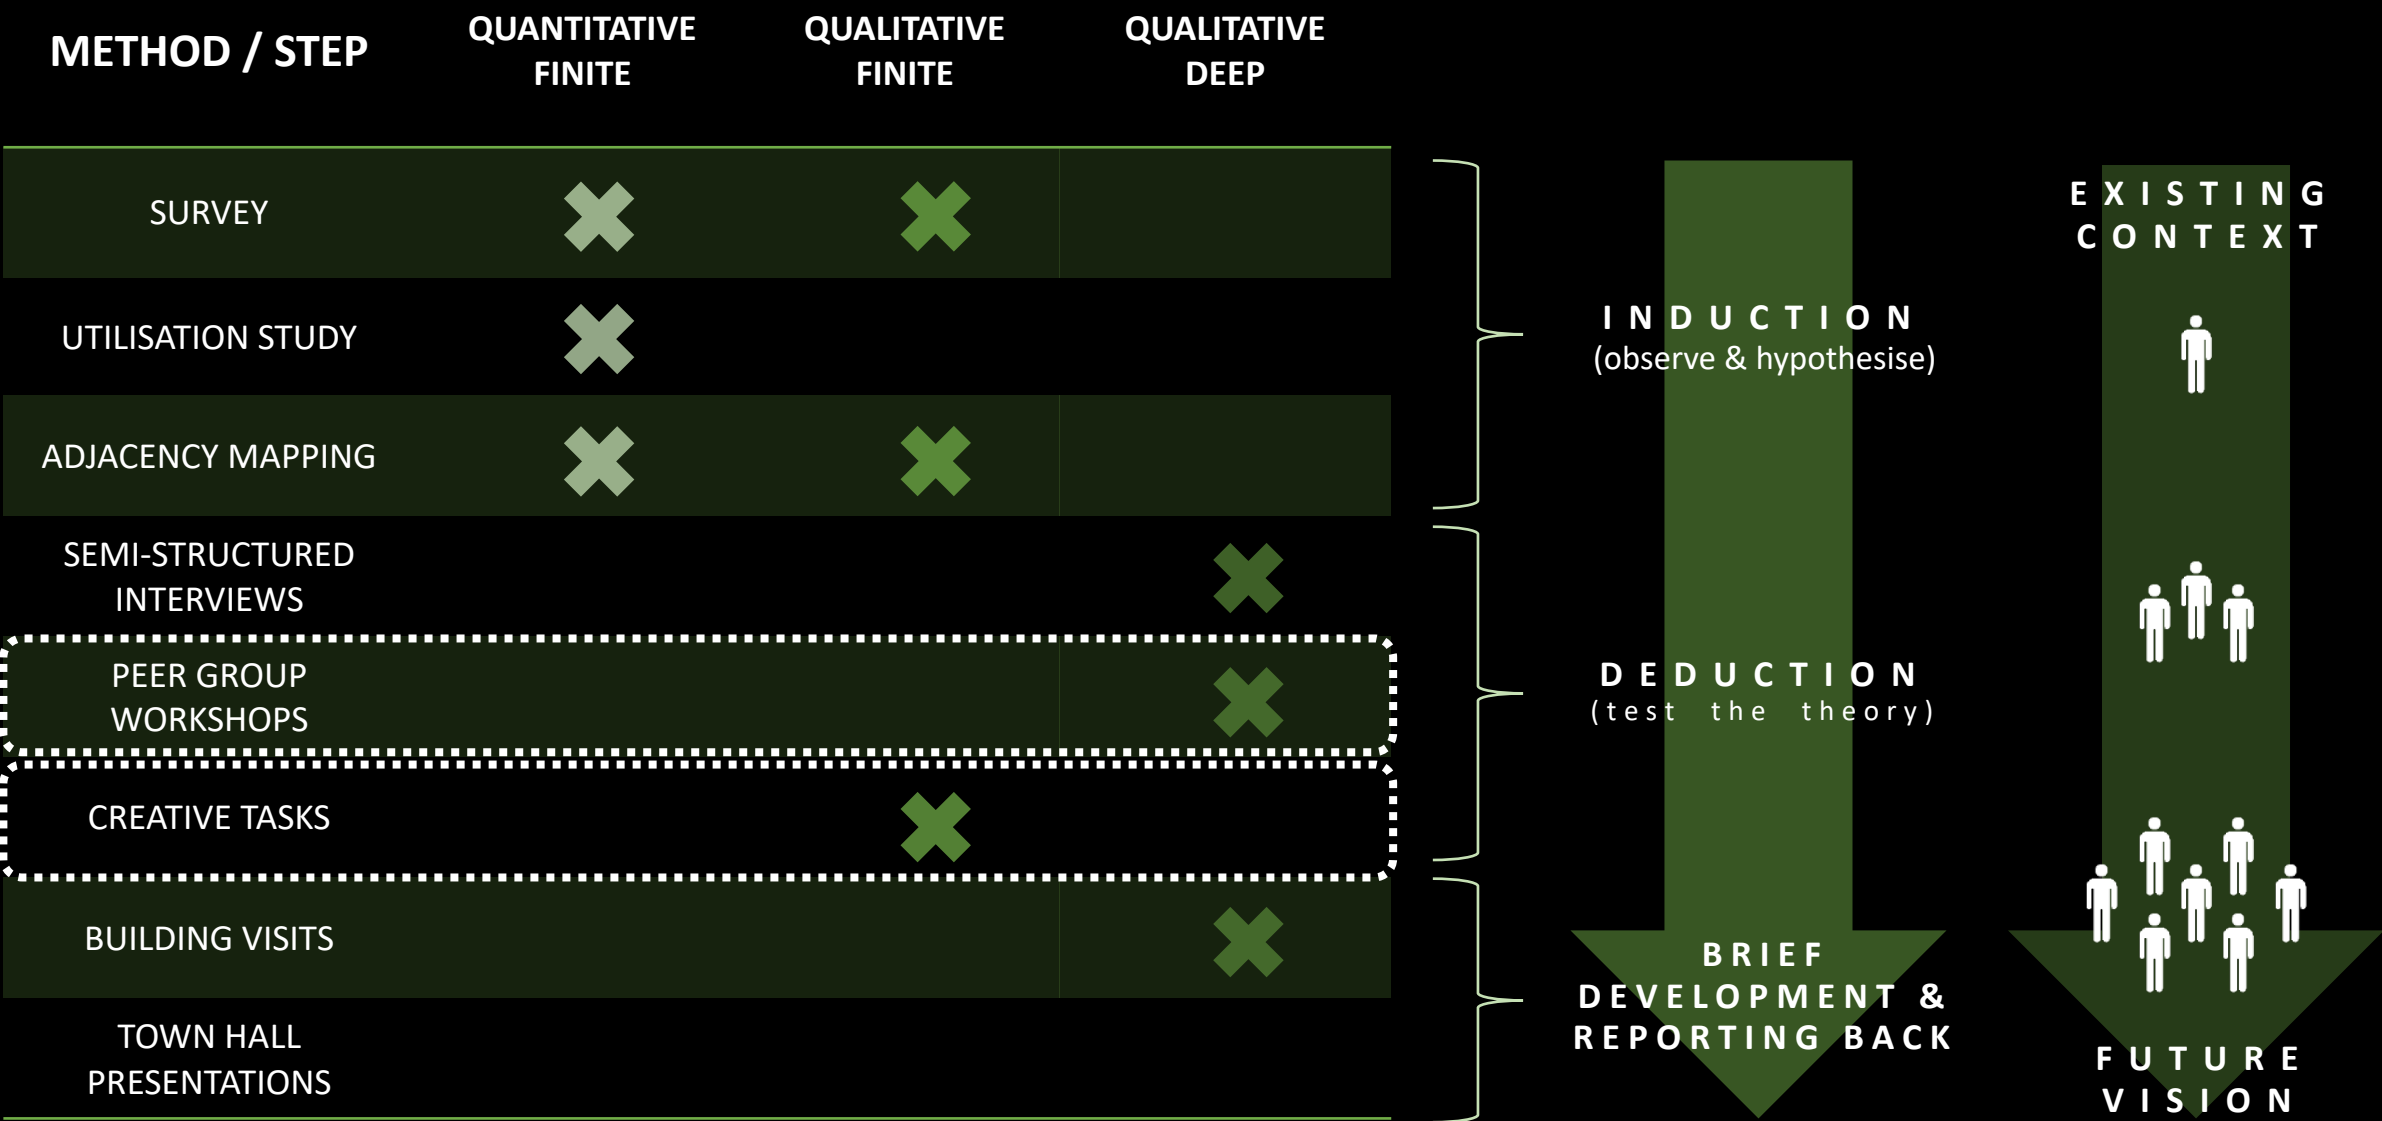 METHOD / STEP
QUANTITATIVE
FINITE
QUALITATIVE
FINITE
QUALITATIVE
DEEP
SURVEY
UTILISATION STUDY
ADJACENCY MAPPING
SEMI-STRUCTURED
INTERVIEWS
PEER GROUP
WORKSHOPS
CREATIVE TASKS
BUILDING VISITS
TOWN HALL
PRESENTATIONS
INDUCTION
(observe & hypothesise)
DEDUCTION
(test the theory)
BRIEF
DEVELOPMENT &
REPORTING BACK
EXISTING
CONTEXT
FUTURE
VISION